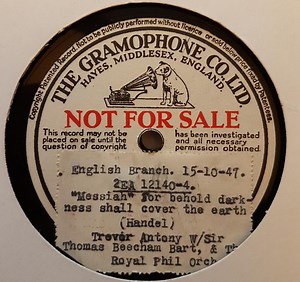 Copyright Patented Record. Not to be publicly performed without licence or sold below price fixed by Patentees.
THE GRAMOPHONE CO. LTD.
HAYES, MIDDLESEX, ENGLAND.
NOT FOR SALE
This record may not be placed on sale until the question of copyright
has been investigated and all necessary permission obtained.
English Branch. 15-10-47.
2EA 12140-4.
"Messiah" for behold dark-
ness shall cover the earth
(Handel)
Trevor Antony W/Sir
Thomas Beecham Bart, & Th
Royal Phil Orch